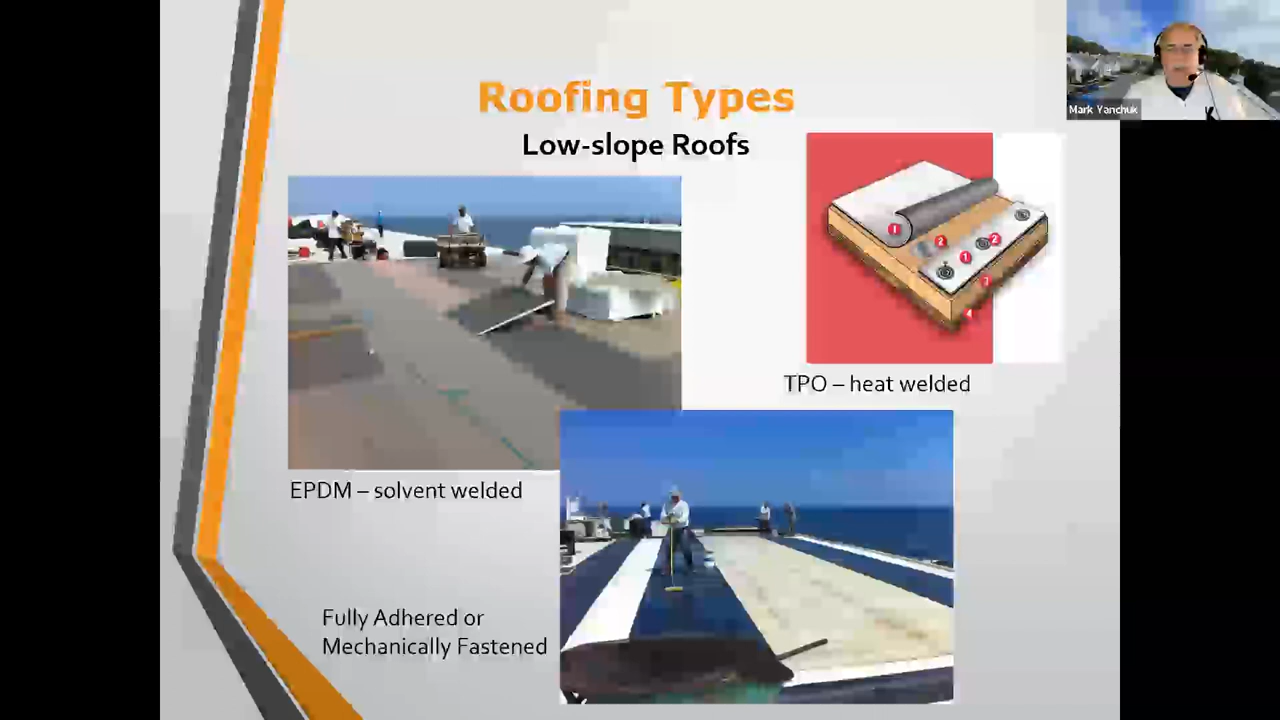 Roofing Types
Low-slope Roofs
Mark Yanchuk
TPO – heat welded
EPDM – solvent welded
Fully Adhered or
Mechanically Fastened